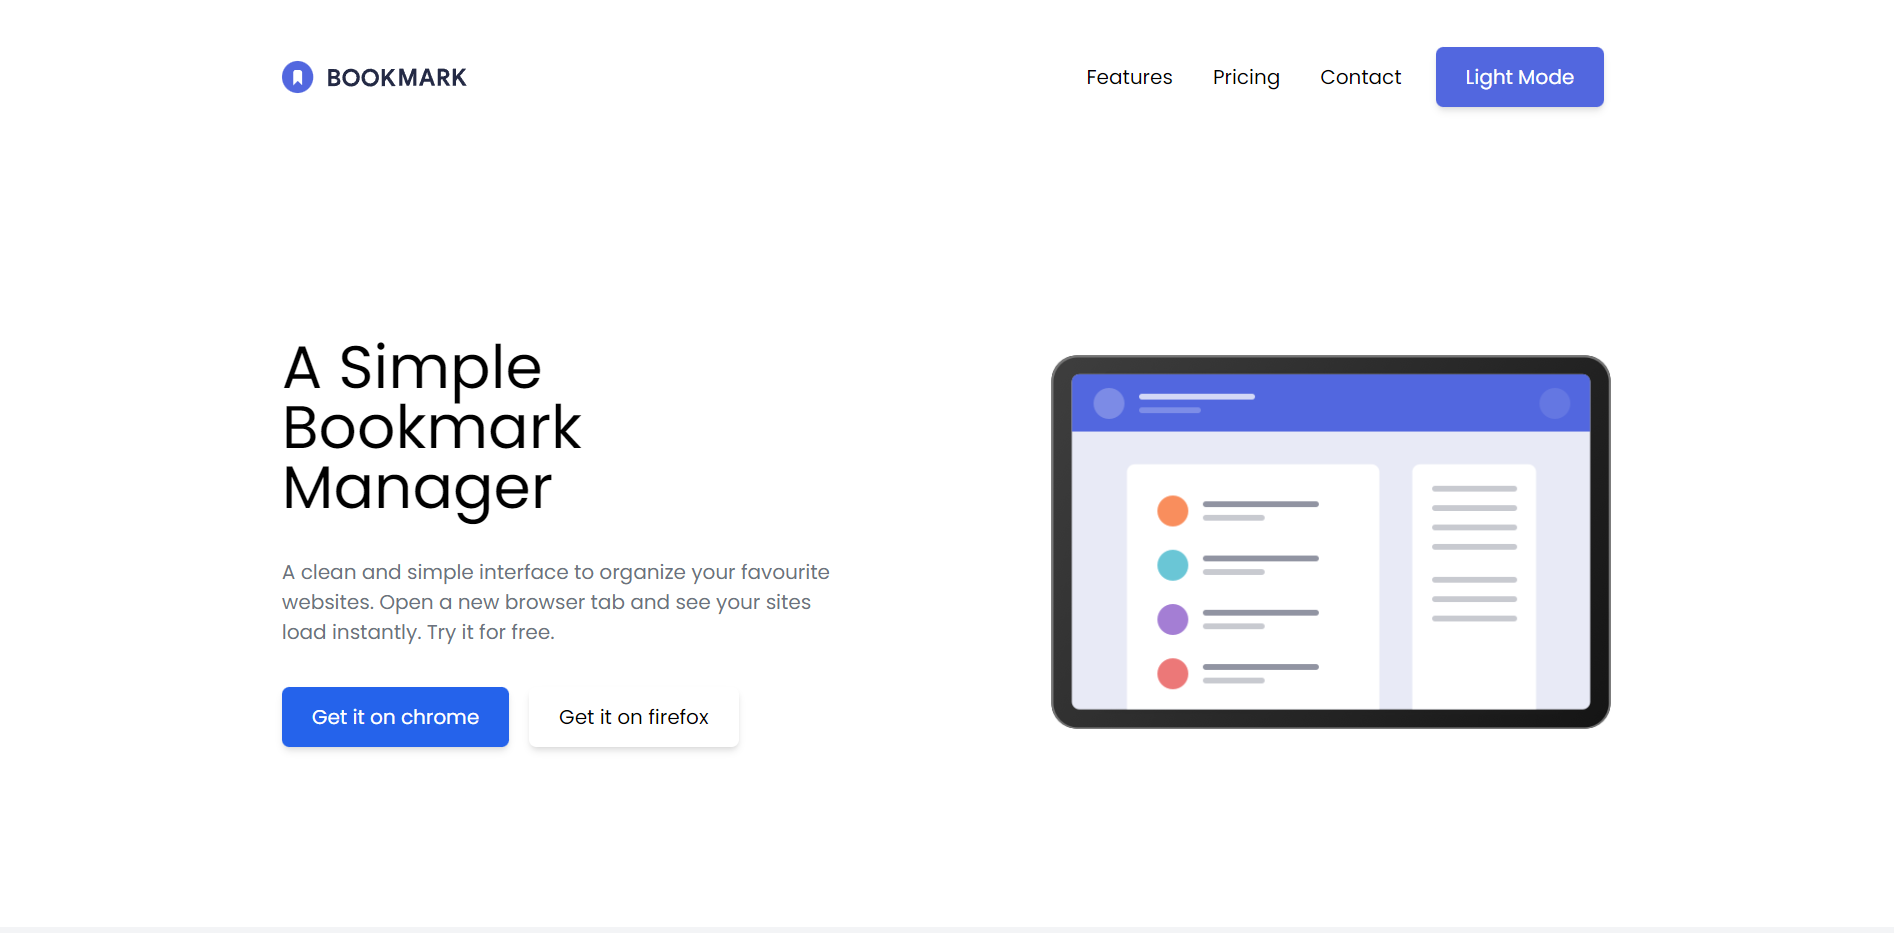 BOOKMARK
Features Pricing Contact Light Mode
A Simple
Bookmark
Manager
A clean and simple interface to organize your favourite
websites. Open a new browser tab and see your sites
load instantly. Try it for free.
Get it on chrome Get it on firefox